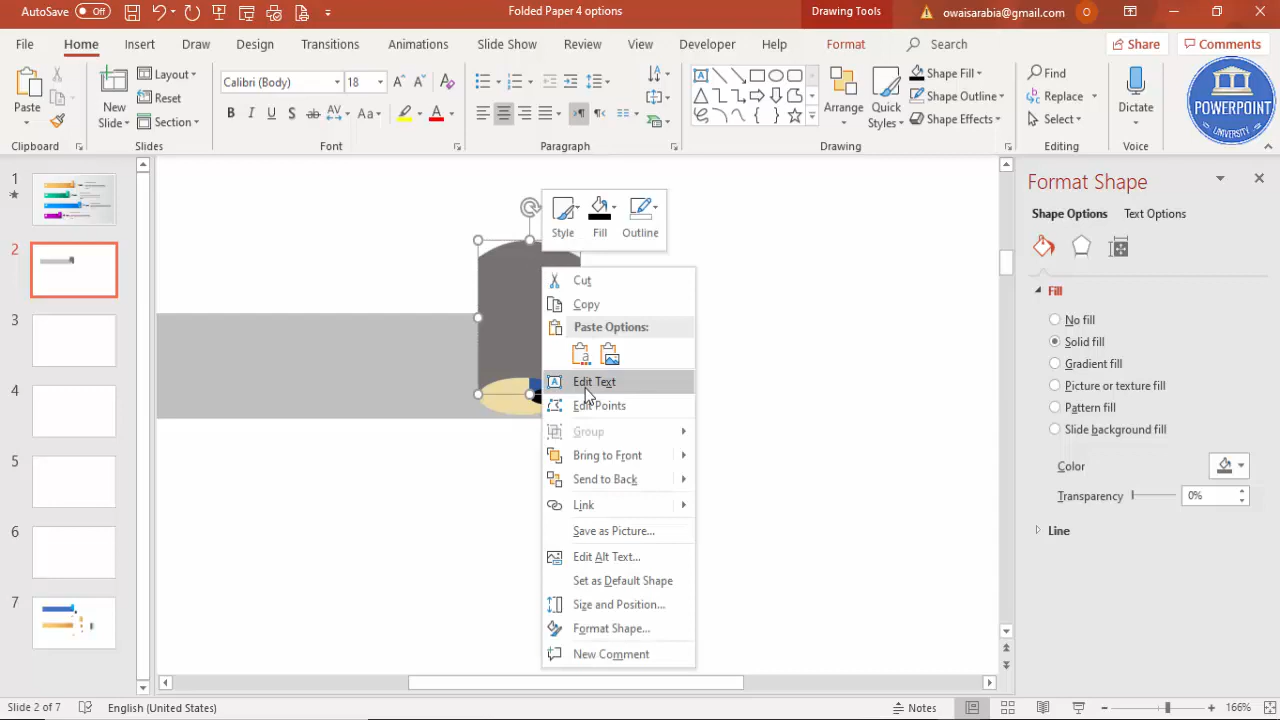 AutoSave Off
Folded Paper 4 options
Drawing Tools
owaisarabia@gmail.com
O
File Home Insert Draw Design Transitions Animations Slide Show Review View Developer Help Format Search
Share Comments
Paste
Clipboard
New Slide
Layout
Reset
Section
Slides
Calibri (Body) 18
Font
Paragraph
Arrange
Quick Styles
Shape Fill
Shape Outline
Shape Effects
Drawing
Find
Replace
Select
Editing
Dictate
Voice
POWERPOINT
UNIVERSITY
1
2
3
4
5
6
7
Style Fill Outline
Cut
Copy
Paste Options:
Edit Text
Edit Points
Group
Bring to Front
Send to Back
Link
Save as Picture...
Edit Alt Text...
Set as Default Shape
Size and Position...
Format Shape...
New Comment
Format Shape
Shape Options Text Options
Fill
No fill
Solid fill
Gradient fill
Picture or texture fill
Pattern fill
Slide background fill
Color
Transparency 0%
Line
Slide 2 of 7 English (United States)
Notes
166%